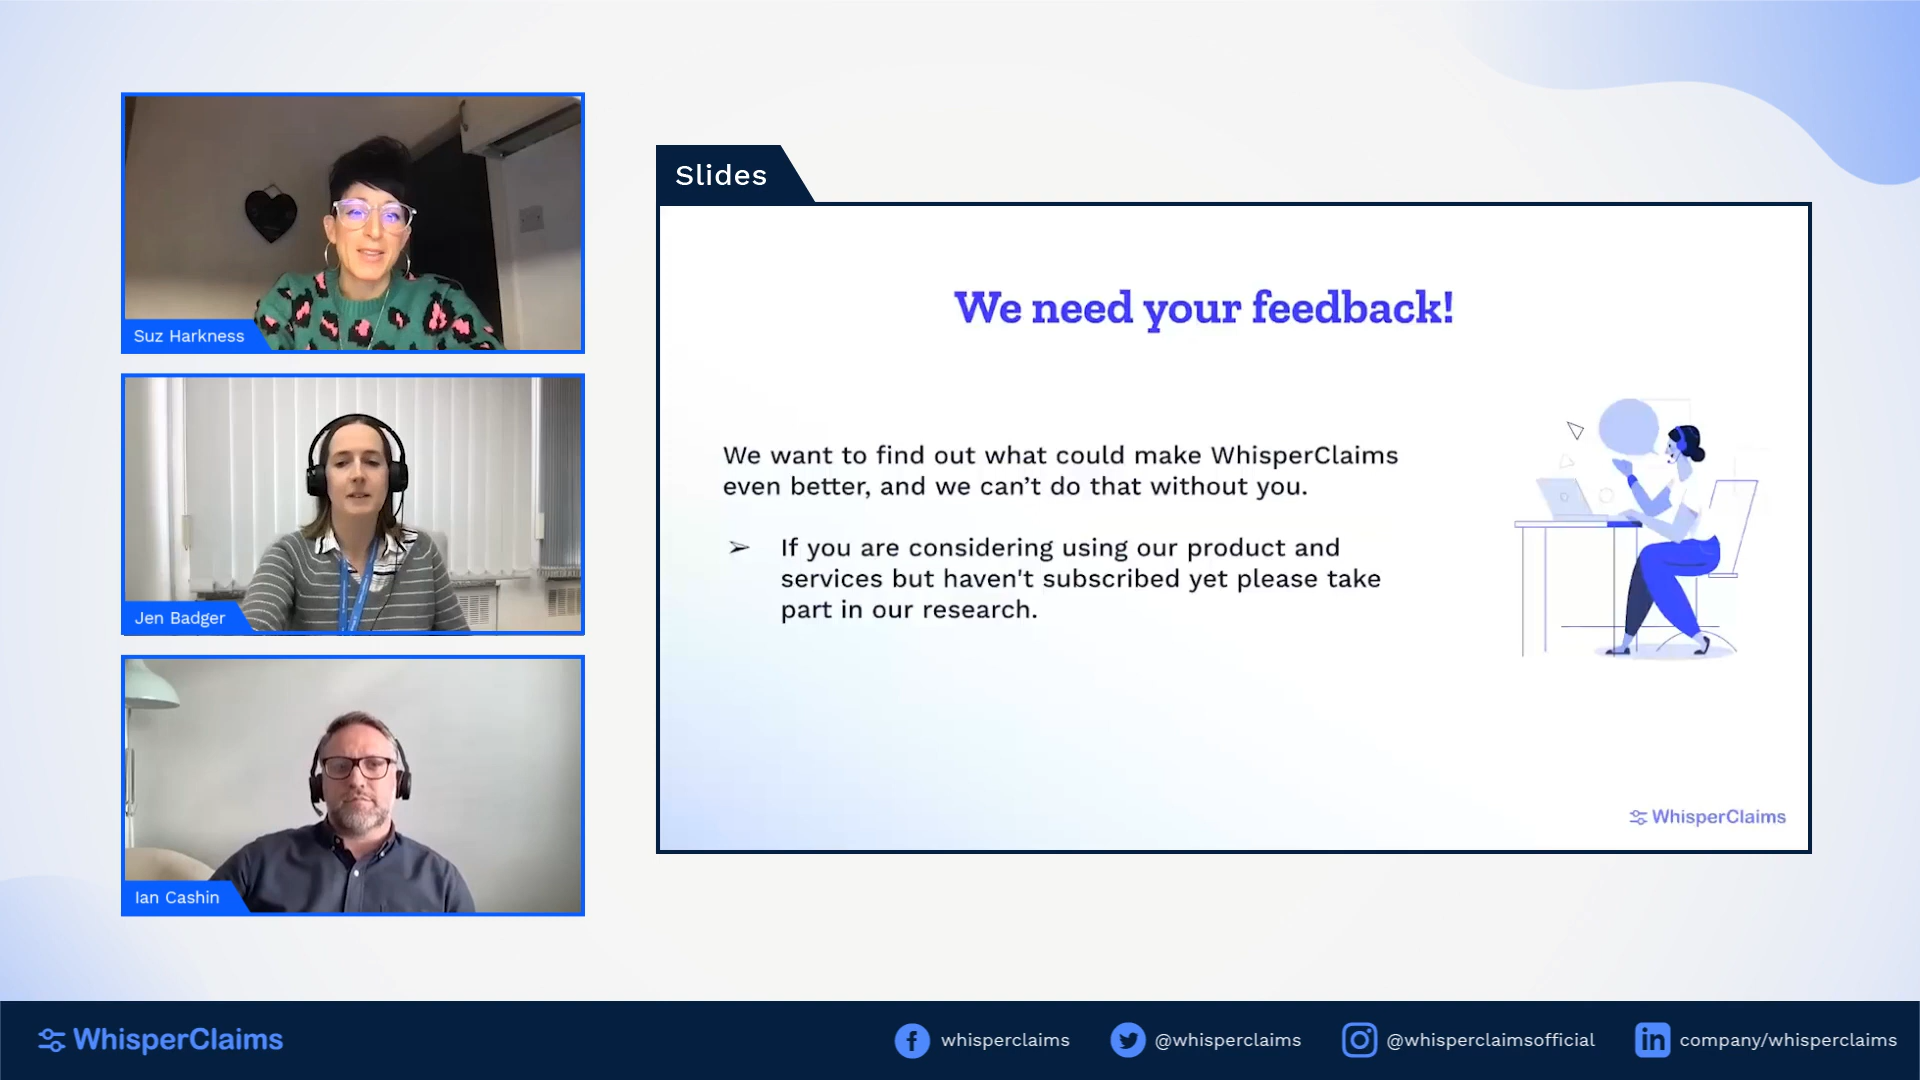 Suz Harkness
Jen Badger
Ian Cashin
Slides
We need your feedback!
We want to find out what could make WhisperClaims
even better, and we can’t do that without you.
➢ If you are considering using our product and
services but haven't subscribed yet please take
part in our research.
WhisperClaims
WhisperClaims
whisperclaims
@whisperclaims
@whisperclaimsofficial
company/whisperclaims